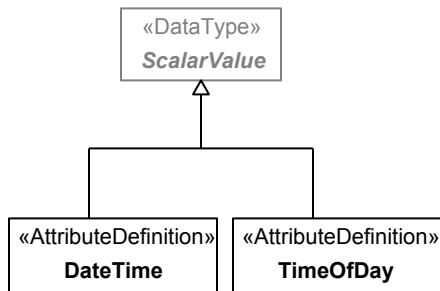 «DataType»
ScalarValue
«AttributeDefinition»
DateTime
«AttributeDefinition»
TimeOfDay